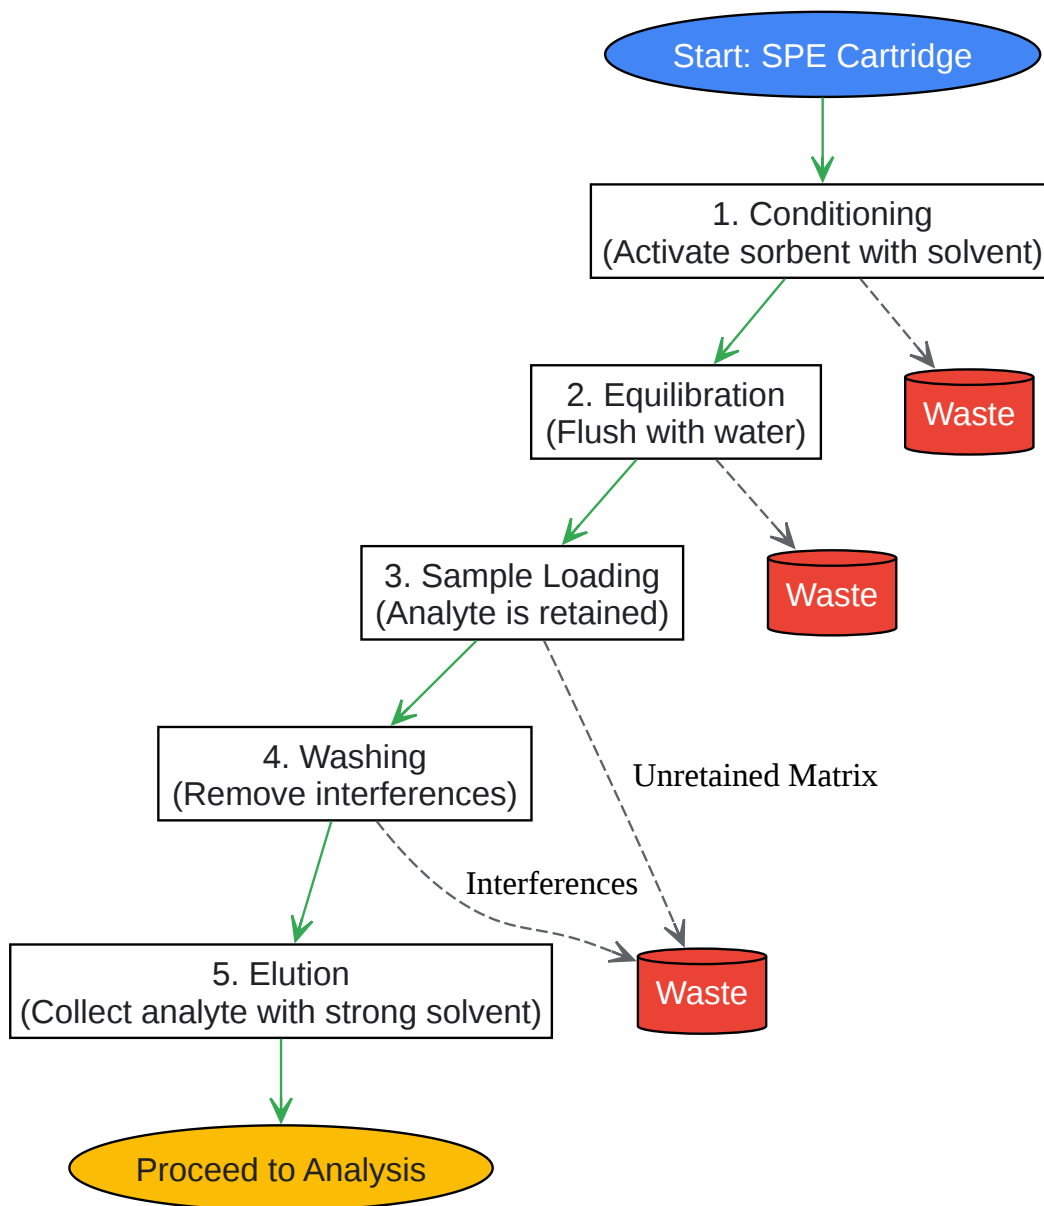 Start: SPE Cartridge
1. Conditioning
(Activate sorbent with solvent)
2. Equilibration
(Flush with water)
Waste
3. Sample Loading
(Analyte is retained)
Waste
4. Washing
(Remove interferences)
Unretained Matrix
Interferences
5. Elution
(Collect analyte with strong solvent)
Waste
Proceed to Analysis